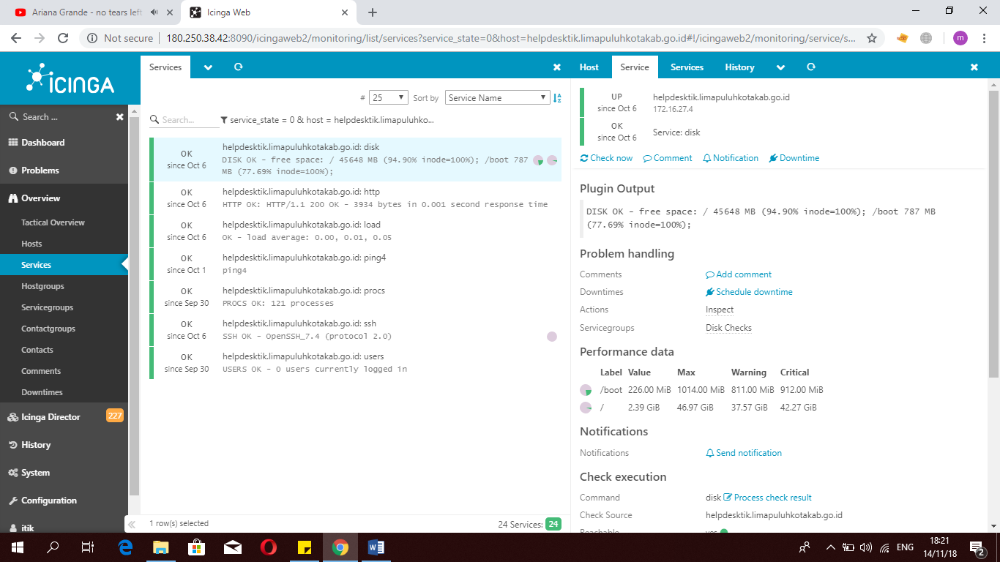 Ariana Grande - no tears left
Icinga Web
Not secure
180.250.38.42:8090/icingaweb2/monitoring/list/services?service_state=0&host=helpdesktik.limapuluhkotakab.go.id#!/icingaweb2/monitoring/service/s...
m
ICINGA
Search ...
Dashboard
Problems
Overview
Tactical Overview
Hosts
Services
Hostgroups
Servicegroups
Contactgroups
Contacts
Comments
Downtimes
Icinga Director
227
History
System
Configuration
itik
Services
# 25 Sort by Service Name
Search...
service_state = 0 & host = helpdesktik.limapuluhko...
OK
since Oct 6
helpdesktik.limapuluhkotakab.go.id: disk
DISK OK - free space: / 45648 MB (94.90% inode=100%); /boot 787
MB (77.69% inode=100%);
OK
since Oct 6
helpdesktik.limapuluhkotakab.go.id: http
HTTP OK: HTTP/1.1 200 OK - 3934 bytes in 0.001 second response time
OK
since Oct 6
helpdesktik.limapuluhkotakab.go.id: load
OK - load average: 0.00, 0.01, 0.05
OK
since Oct 1
helpdesktik.limapuluhkotakab.go.id: ping4
ping4
OK
since Sep 30
helpdesktik.limapuluhkotakab.go.id: procs
PROCS OK: 121 processes
OK
since Oct 6
helpdesktik.limapuluhkotakab.go.id: ssh
SSH OK - OpenSSH_7.4 (protocol 2.0)
OK
since Sep 30
helpdesktik.limapuluhkotakab.go.id: users
USERS OK - 0 users currently logged in
1 row(s) selected
24 Services: 24
Host Service Services History
UP
since Oct 6
helpdesktik.limapuluhkotakab.go.id
172.16.27.4
OK
since Oct 6
Service: disk
Check now Comment Notification Downtime
Plugin Output
DISK OK - free space: / 45648 MB (94.90% inode=100%); /boot 787 MB
(77.69% inode=100%);
Problem handling
Comments Add comment
Downtimes Schedule downtime
Actions Inspect
Servicegroups Disk Checks
Performance data
Label Value Max Warning Critical
/boot 226.00 MiB 1014.00 MiB 811.00 MiB 912.00 MiB
/ 2.39 GiB 46.97 GiB 37.57 GiB 42.27 GiB
Notifications
Notifications Send notification
Check execution
Command disk Process check result
Check Source helpdesktik.limapuluhkotakab.go.id
Reachable yes
ENG
18:21
14/11/18
2